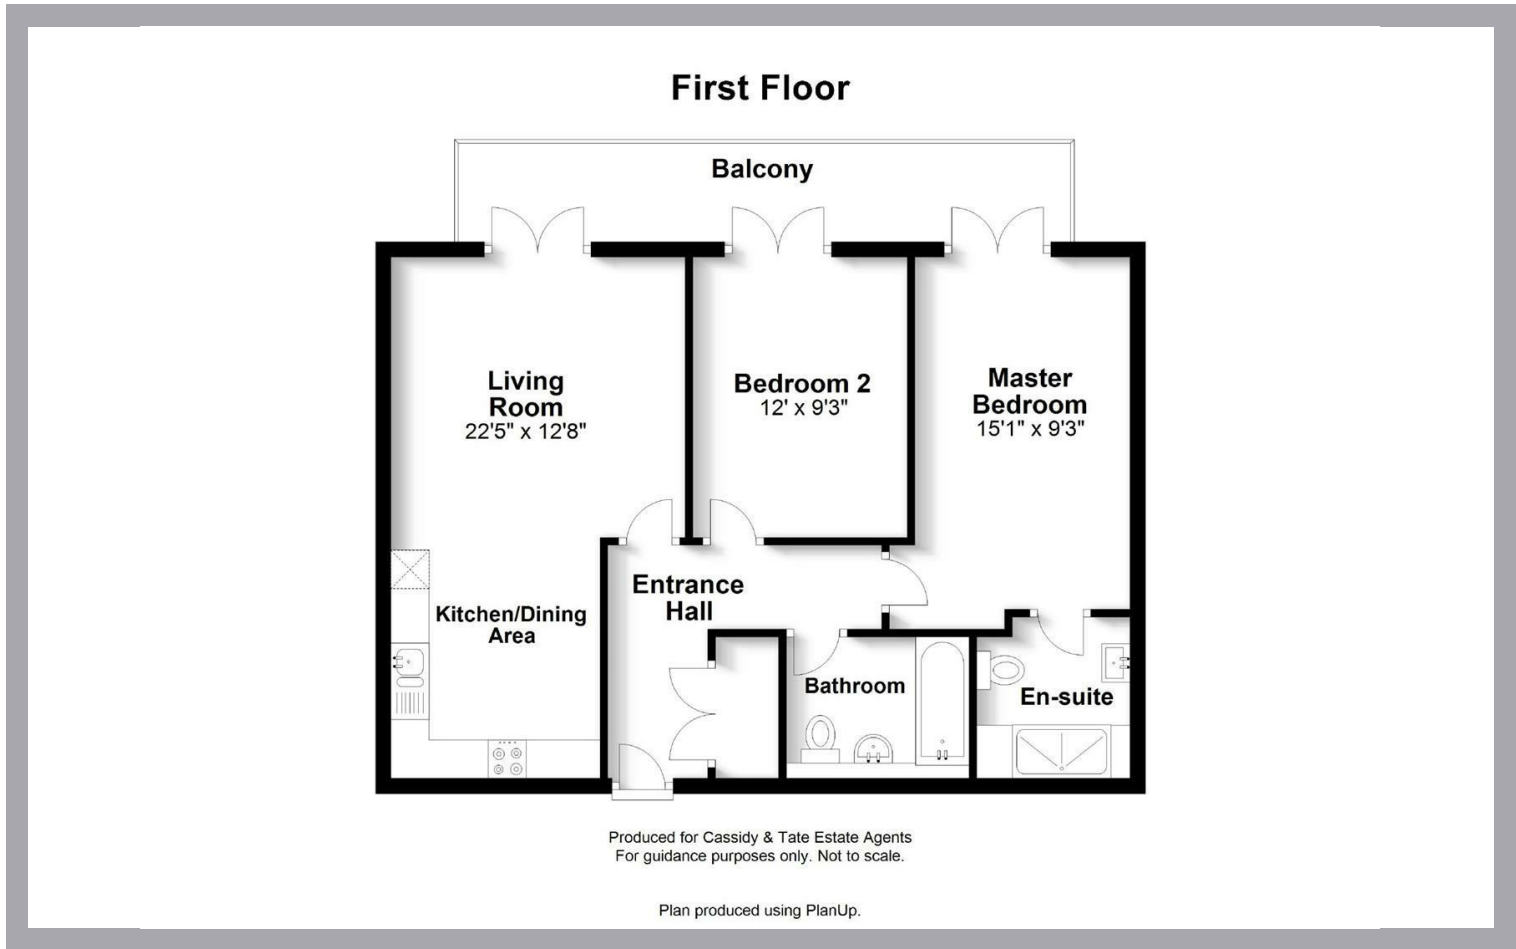 First Floor
Balcony
Living
Room
22'5" x 12'8"
Bedroom 2
12' x 9'3"
Master
Bedroom
15'1" x 9'3"
Kitchen/Dining
Area
Entrance
Hall
Bathroom
En-suite
Produced for Cassidy & Tate Estate Agents
For guidance purposes only. Not to scale.
Plan produced using PlanUp.